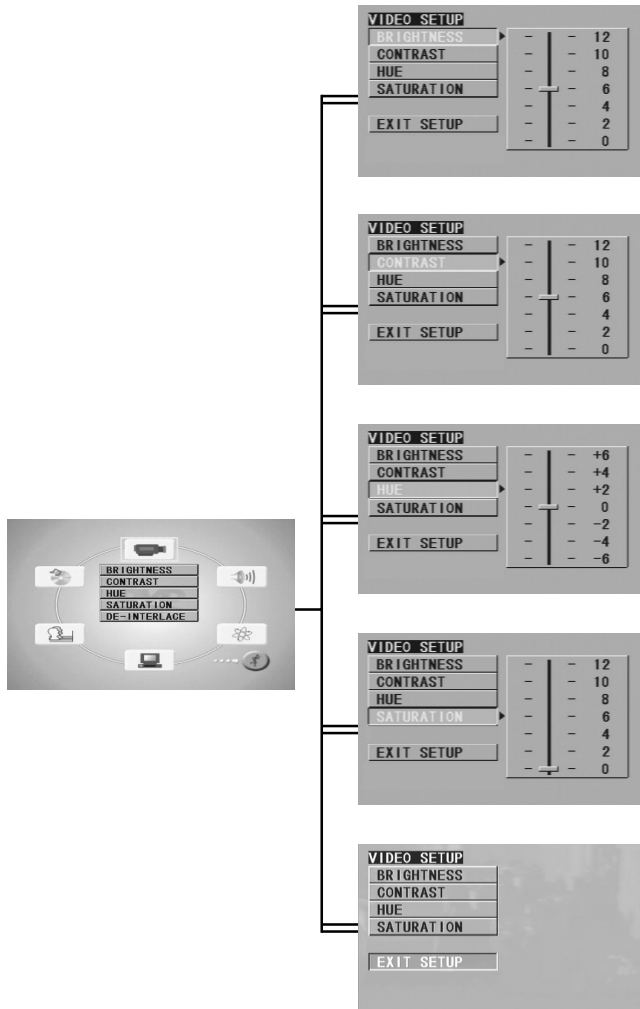 VIDEO SETUP
BRIGHTNESS 12
CONTRAST 10
HUE 8
SATURATION 6
4
EXIT SETUP 2
0
VIDEO SETUP
BRIGHTNESS 12
CONTRAST 10
HUE 8
SATURATION 6
4
EXIT SETUP 2
0
VIDEO SETUP
BRIGHTNESS +6
CONTRAST +4
HUE +2
SATURATION 0
-2
EXIT SETUP -4
-6
BRIGHTNESS
CONTRAST
HUE
SATURATION
DE-INTERLACE
VIDEO SETUP
BRIGHTNESS 12
CONTRAST 10
HUE 8
SATURATION 6
4
EXIT SETUP 2
0
VIDEO SETUP
BRIGHTNESS
CONTRAST
HUE
SATURATION
EXIT SETUP